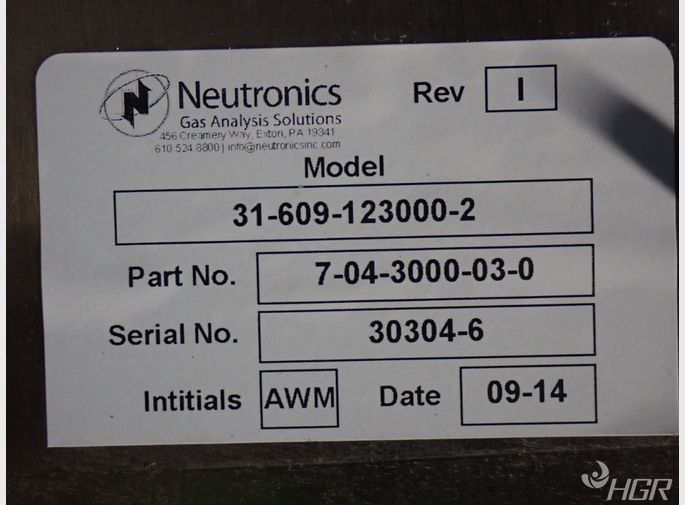 Neutronics
Gas Analysis Solutions
456 Creamery Way, Exton, PA 19341
610 524 8800 | info@neutronicsinc.com
Rev I
Model
31-609-123000-2
Part No. 7-04-3000-03-0
Serial No. 30304-6
Intitials AWM Date 09-14
HGR